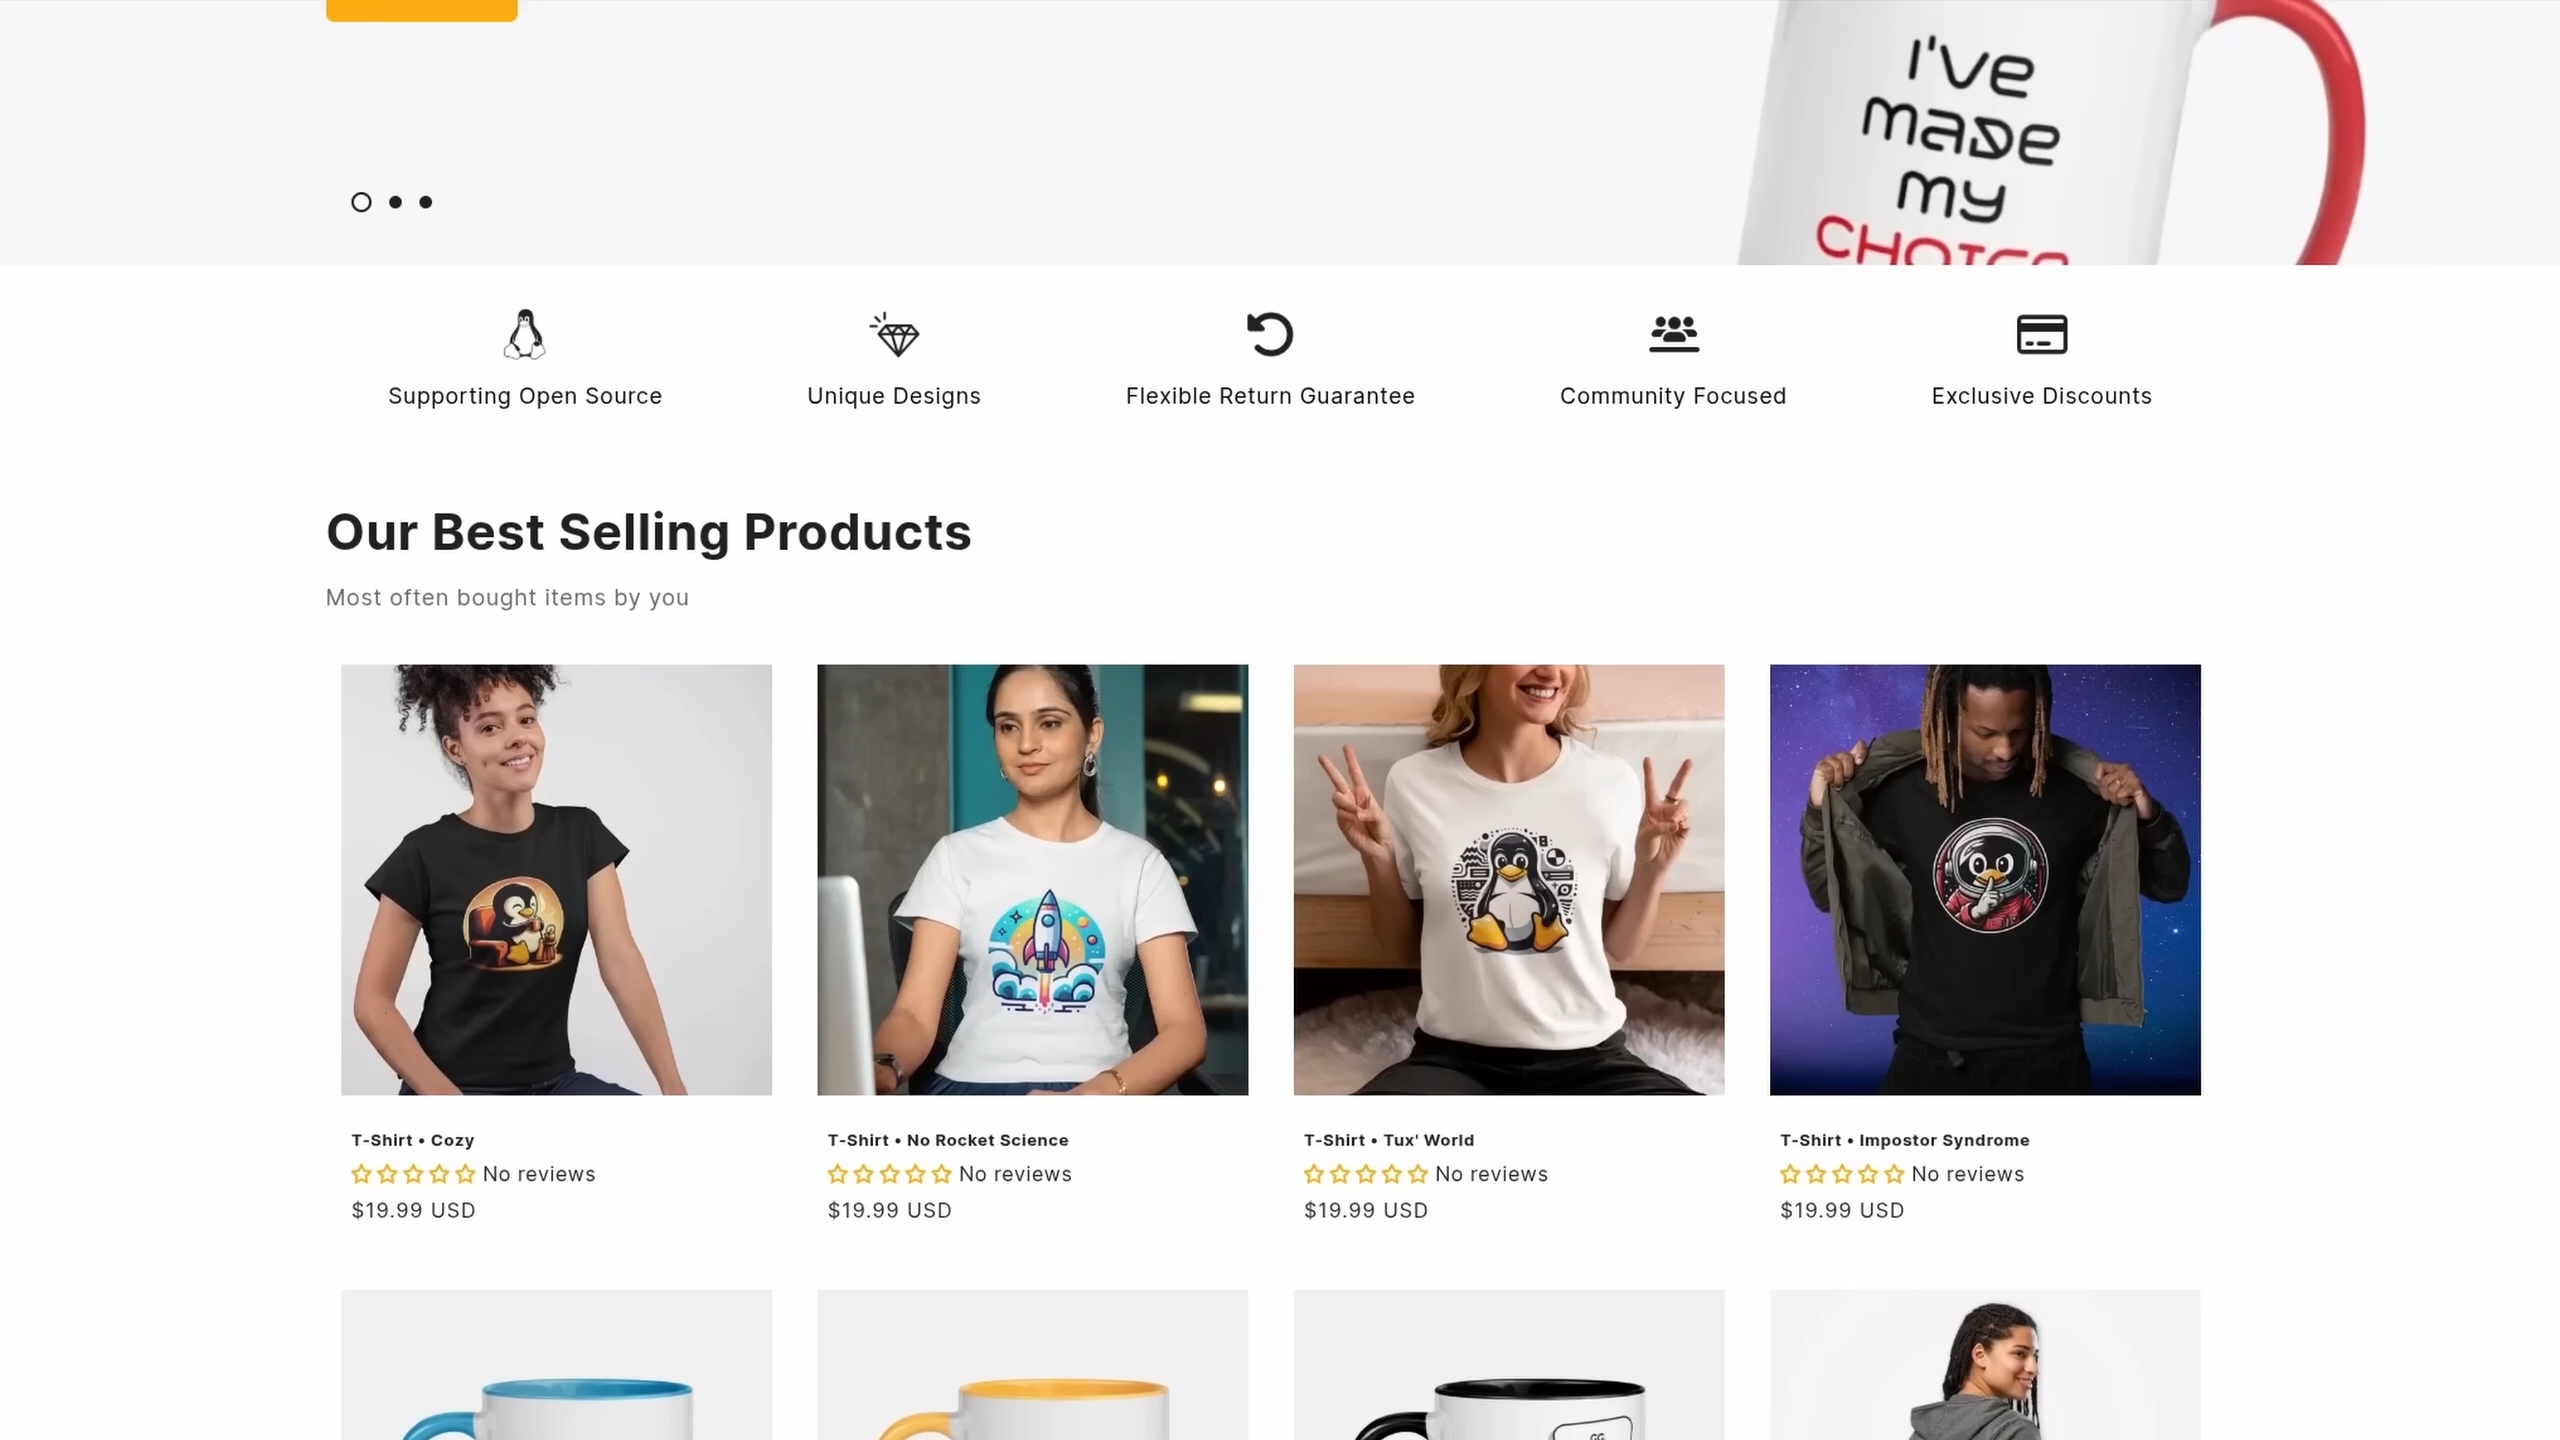 I've
made
my
CHOICE
Supporting Open Source
Unique Designs
Flexible Return Guarantee
Community Focused
Exclusive Discounts
Our Best Selling Products
Most often bought items by you
T-Shirt • Cozy
No reviews
$19.99 USD
T-Shirt • No Rocket Science
No reviews
$19.99 USD
T-Shirt • Tux' World
No reviews
$19.99 USD
T-Shirt • Impostor Syndrome
No reviews
$19.99 USD